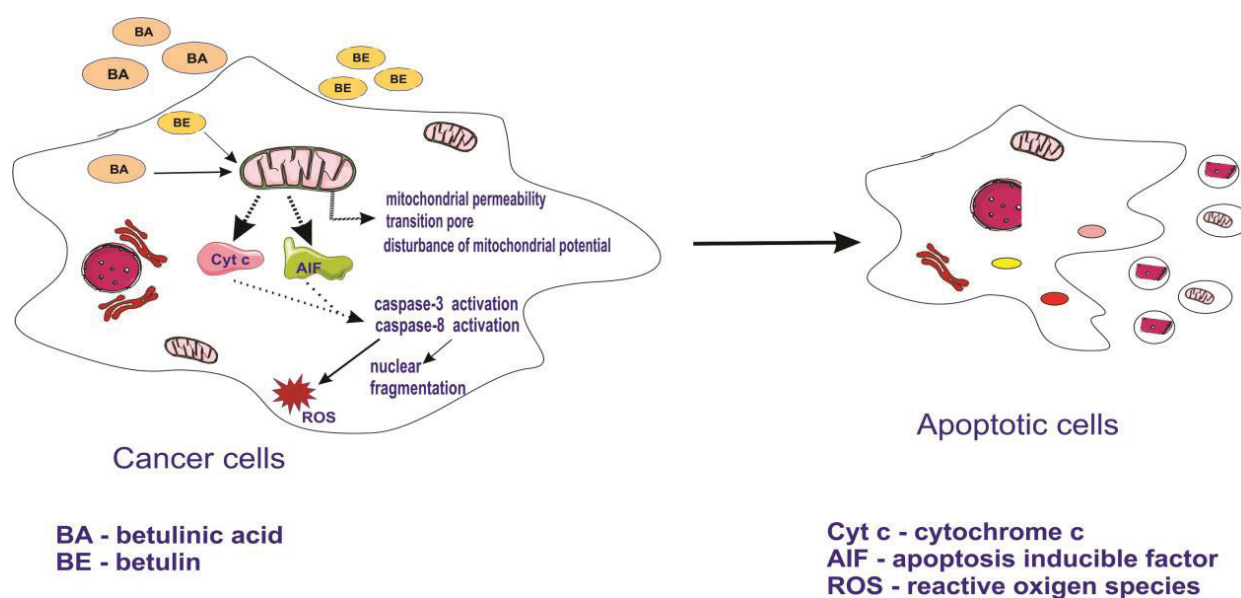 BA
BA
BA
BE
BE
BE
BE
BA
mitochondrial permeability
transition pore
disturbance of mitochondrial potential
Cyt c
AIF
caspase-3 activation
caspase-8 activation
nuclear
fragmentation
ROS
Cancer cells
Apoptotic cells
BA - betulinic acid
BE - betulin
Cyt c - cytochrome c
AIF - apoptosis inducible factor
ROS - reactive oxigen species